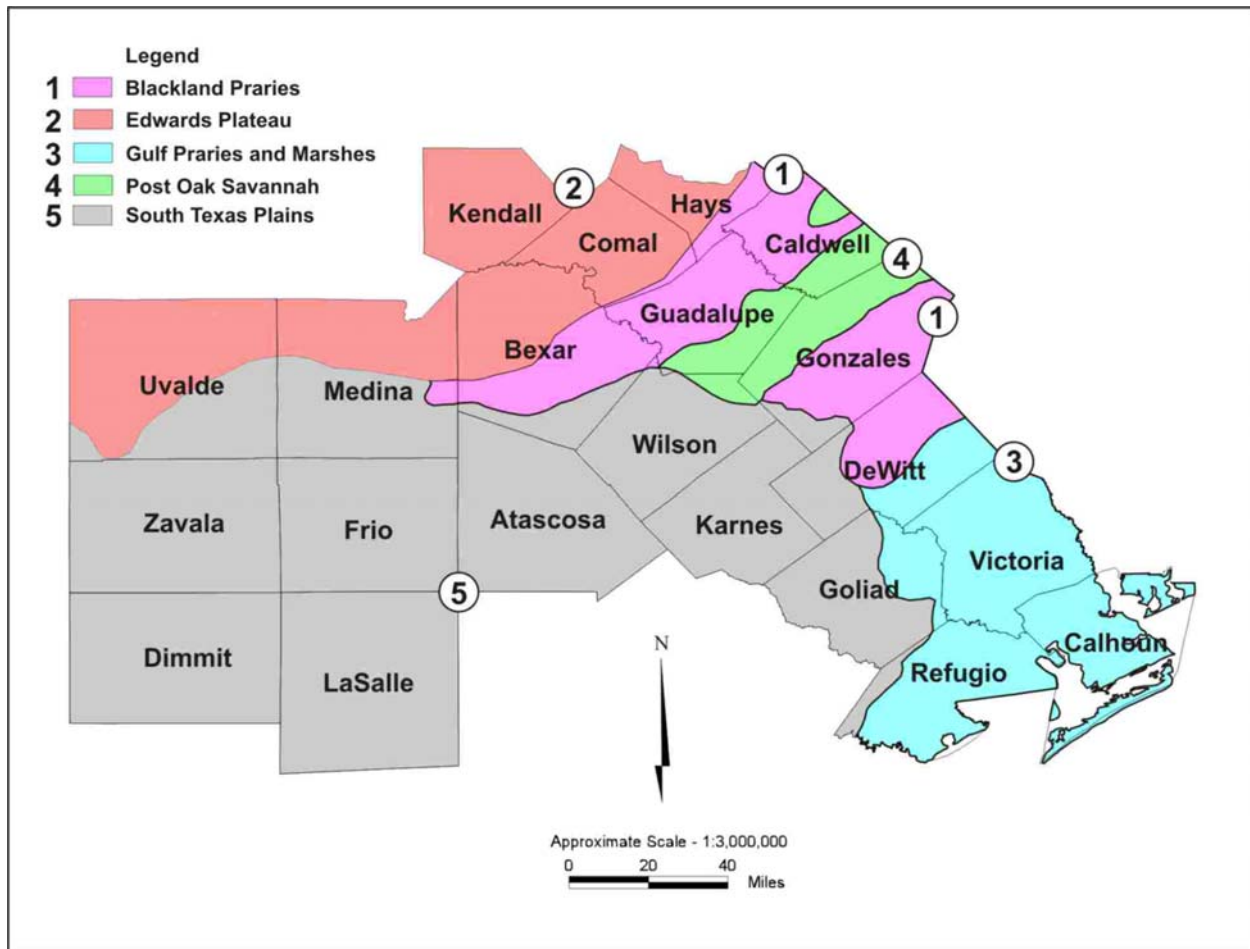 Legend
1 Blackland Praries
2 Edwards Plateau
3 Gulf Praries and Marshes
4 Post Oak Savannah
5 South Texas Plains
1
2
Kendall
Hays
Comal
Caldwell
4
Guadalupe
1
Bexar
Gonzales
Uvalde
Medina
Wilson
3
DeWitt
Zavala
Frio
Atascosa
Karnes
Victoria
5
Goliad
N
Calhoun
Dimmit
LaSalle
Refugio
Approximate Scale - 1:3,000,000
0 20 40
Miles